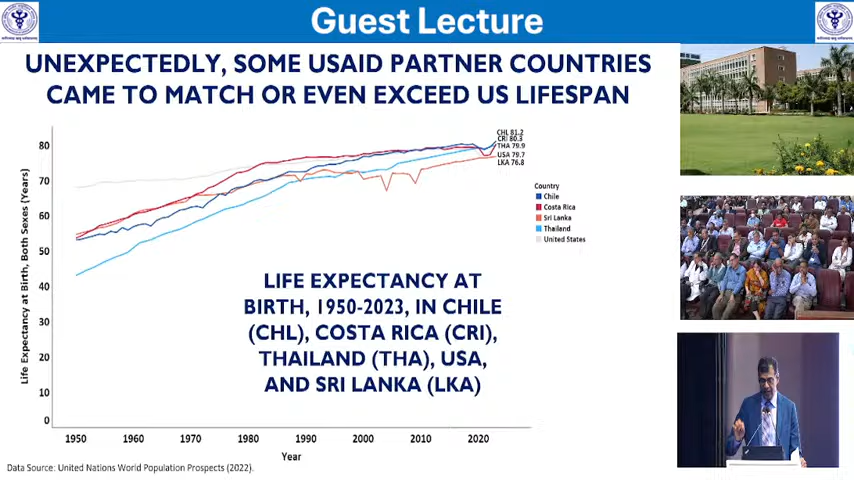 Guest Lecture
UNEXPECTEDLY, SOME USAID PARTNER COUNTRIES
CAME TO MATCH OR EVEN EXCEED US LIFESPAN
Life Expectancy at Birth, Both Sexes (Years)
80
70
60
50
40
30
20
10
0
CHL 81.2
CRI 80.3
THA 79.9
USA 79.7
LKA 76.8
Country
Chile
Costa Rica
Sri Lanka
Thailand
United States
LIFE EXPECTANCY AT
BIRTH, 1950-2023, IN CHILE
(CHL), COSTA RICA (CRI),
THAILAND (THA), USA,
AND SRI LANKA (LKA)
1950 1960 1970 1980 1990 2000 2010 2020
Year
Data Source: United Nations World Population Prospects (2022).